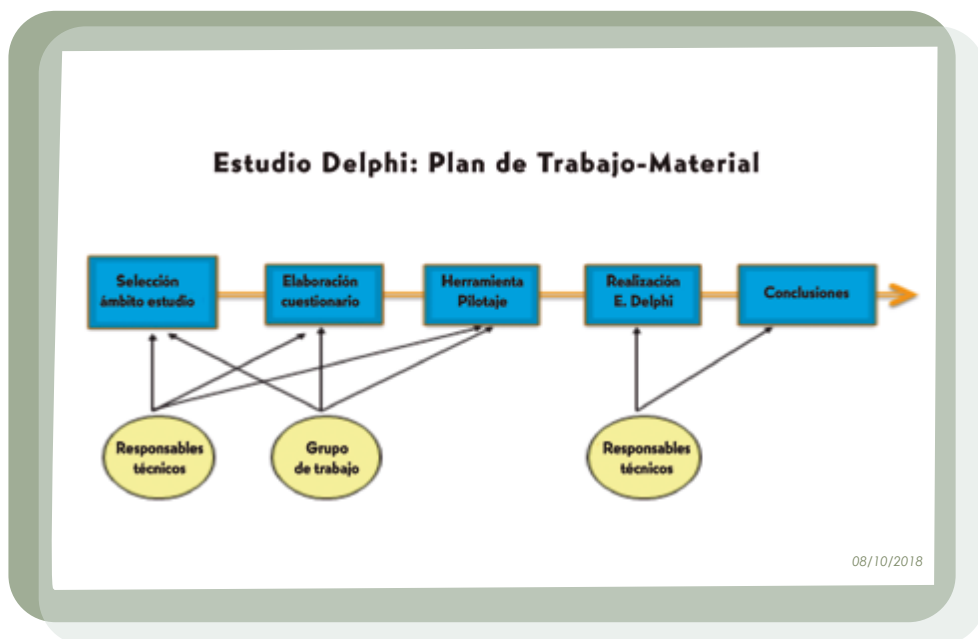 Estudio Delphi: Plan de Trabajo-Material
Selección
ámbito estudio
Elaboración
cuestionario
Herramienta
Pilotaje
Realización
E. Delphi
Conclusiones
Responsables
técnicos
Grupo
de trabajo
Responsables
técnicos
08/10/2018